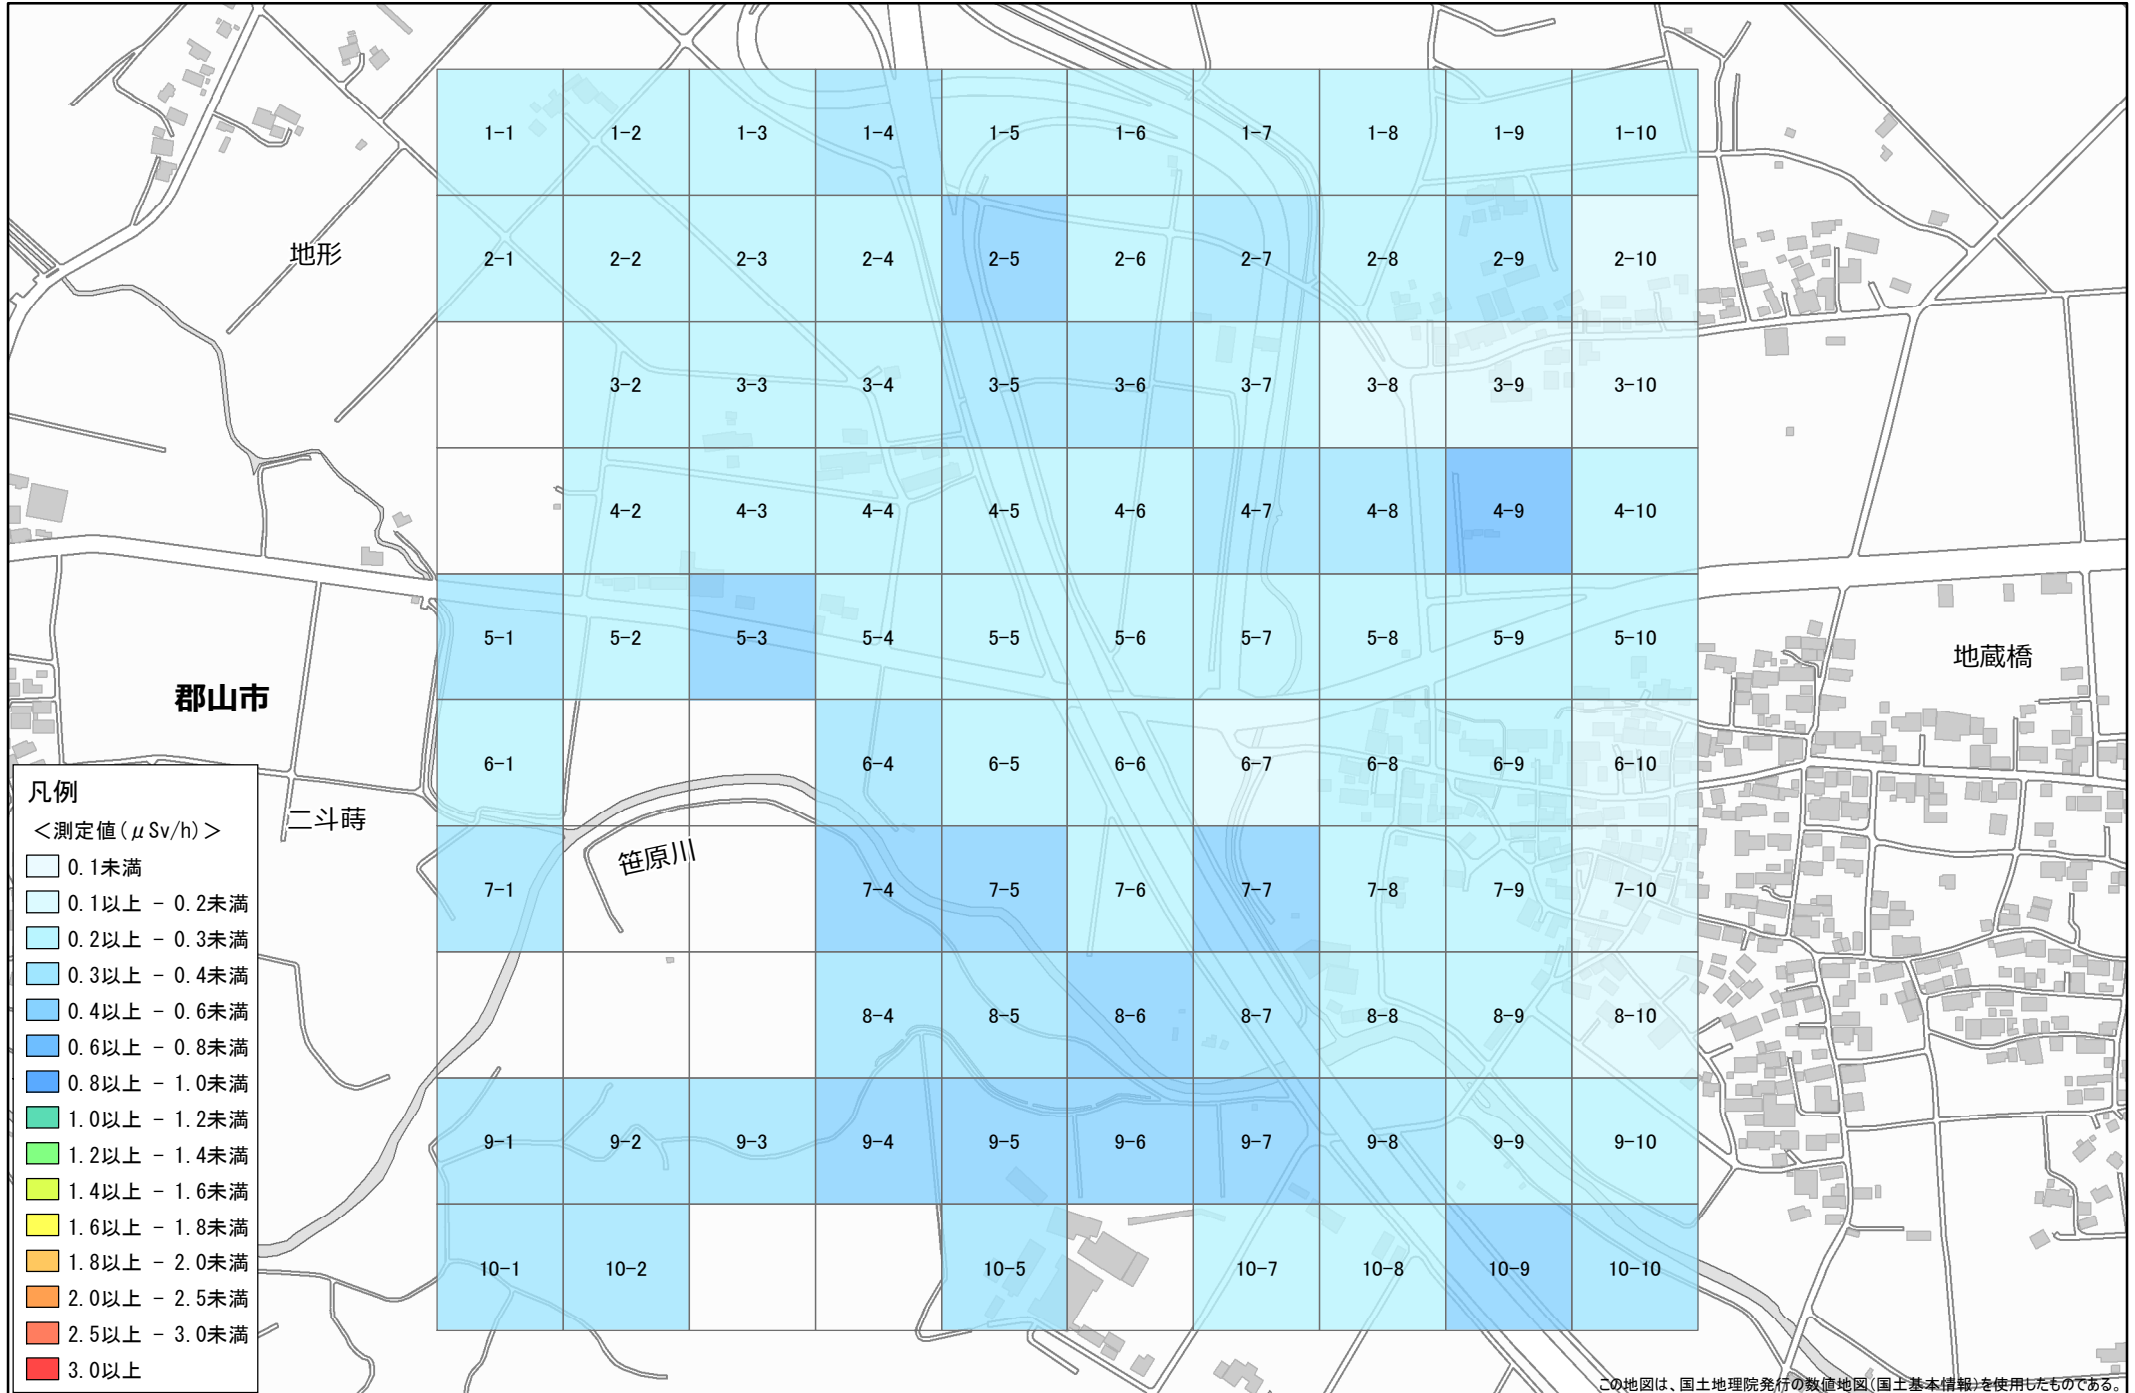 1-1 1-2 1-3 1-4 1-5 1-6 1-7 1-8 1-9 1-10
地形
2-1 2-2 2-3 2-4 2-5 2-6 2-7 2-8 2-9 2-10
3-2 3-3 3-4 3-5 3-6 3-7 3-8 3-9 3-10
4-2 4-3 4-4 4-5 4-6 4-7 4-8 4-9 4-10
5-1 5-2 5-3 5-4 5-5 5-6 5-7 5-8 5-9 5-10
地蔵橋
郡山市
6-1 6-4 6-5 6-6 6-7 6-8 6-9 6-10
二斗蒔
笹原川
7-1 7-4 7-5 7-6 7-7 7-8 7-9 7-10
8-4 8-5 8-6 8-7 8-8 8-9 8-10
9-1 9-2 9-3 9-4 9-5 9-6 9-7 9-8 9-9 9-10
10-1 10-2 10-5 10-7 10-8 10-9 10-10
凡例
＜測定値(μSv/h)＞
0.1未満
0.1以上 - 0.2未満
0.2以上 - 0.3未満
0.3以上 - 0.4未満
0.4以上 - 0.6未満
0.6以上 - 0.8未満
0.8以上 - 1.0未満
1.0以上 - 1.2未満
1.2以上 - 1.4未満
1.4以上 - 1.6未満
1.6以上 - 1.8未満
1.8以上 - 2.0未満
2.0以上 - 2.5未満
2.5以上 - 3.0未満
3.0以上
この地図は、国土地理院発行の数値地図(国土基本情報)を使用したものである。